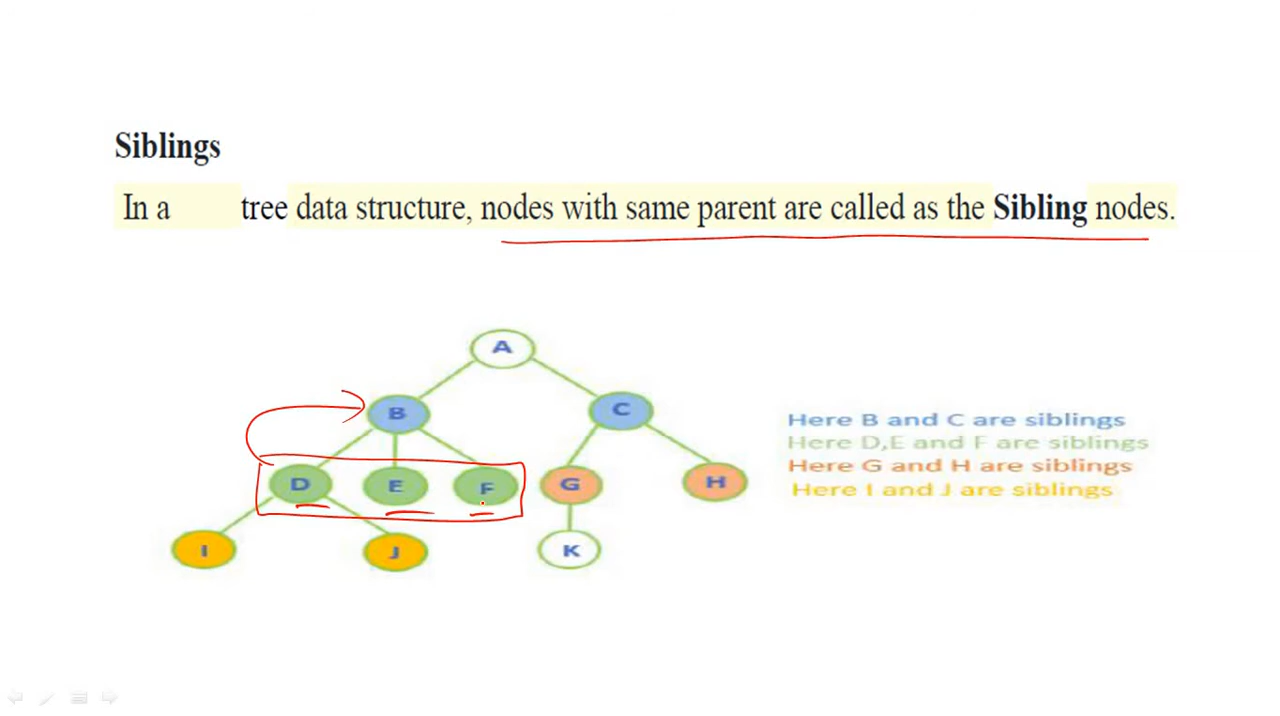 Siblings
In a tree data structure, nodes with same parent are called as the Sibling nodes.
A
B C
D E F G H
I J K
Here B and C are siblings
Here D,E and F are siblings
Here G and H are siblings
Here I and J are siblings